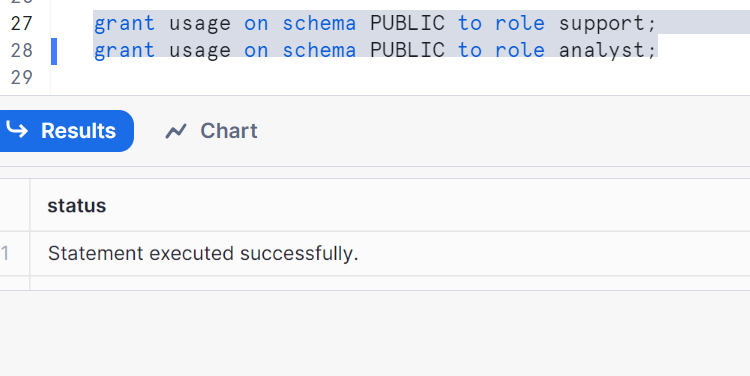 27 grant usage on schema PUBLIC to role support;
28 grant usage on schema PUBLIC to role analyst;
29
Results Chart
status
1 Statement executed successfully.